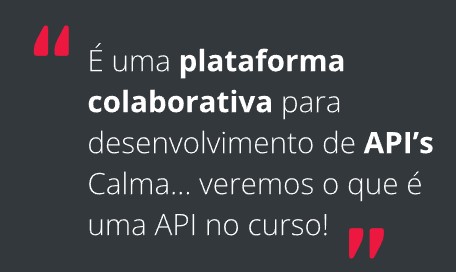 “
É uma plataforma
colaborativa para
desenvolvimento de API’s
Calma... veremos o que é
uma API no curso!
”